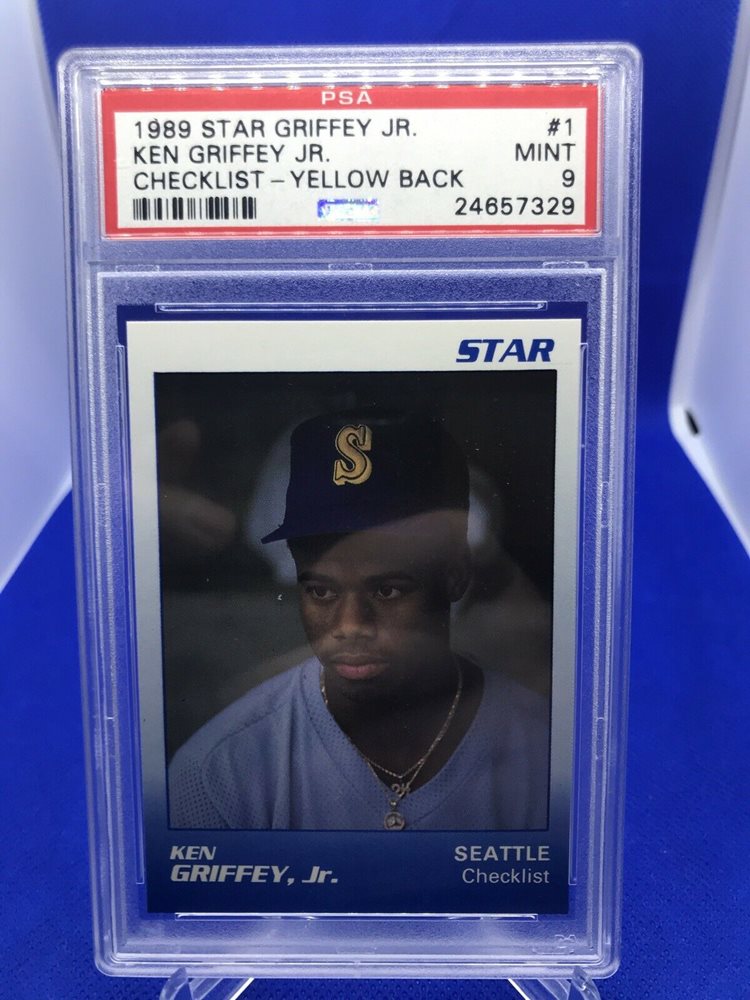 PSA
1989 STAR GRIFFEY JR. #1
KEN GRIFFEY JR. MINT
CHECKLIST - YELLOW BACK 9
24657329
STAR
S
KEN SEATTLE
GRIFFEY, Jr. Checklist